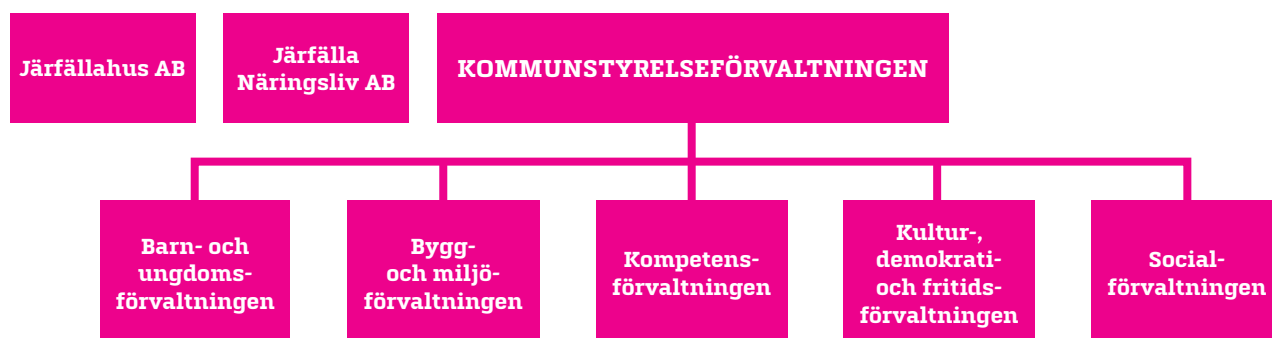 Järfällahus AB
Järfälla
Näringsliv AB
KOMMUNSTYRELSEFÖRVALTNINGEN
Barn- och
ungdoms-
förvaltningen
Bygg-
och miljö-
förvaltningen
Kompetens-
förvaltningen
Kultur-,
demokrati-
och fritids-
förvaltningen
Social-
förvaltningen